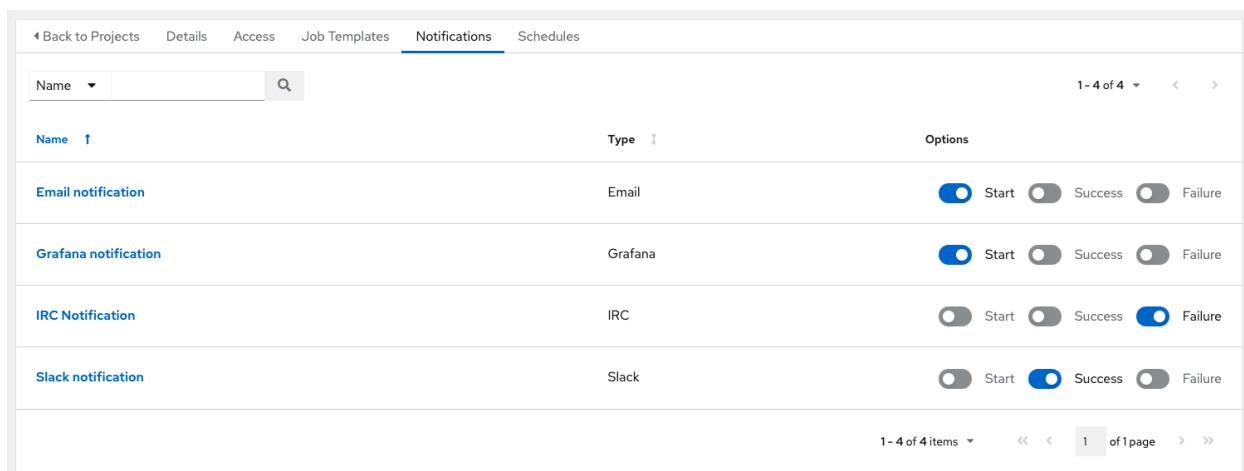 Back to Projects Details Access Job Templates Notifications Schedules
Name 1 - 4 of 4
Name Type Options
Email notification Email Start Success Failure
Grafana notification Grafana Start Success Failure
IRC Notification IRC Start Success Failure
Slack notification Slack Start Success Failure
1 - 4 of 4 items 1 of 1 page